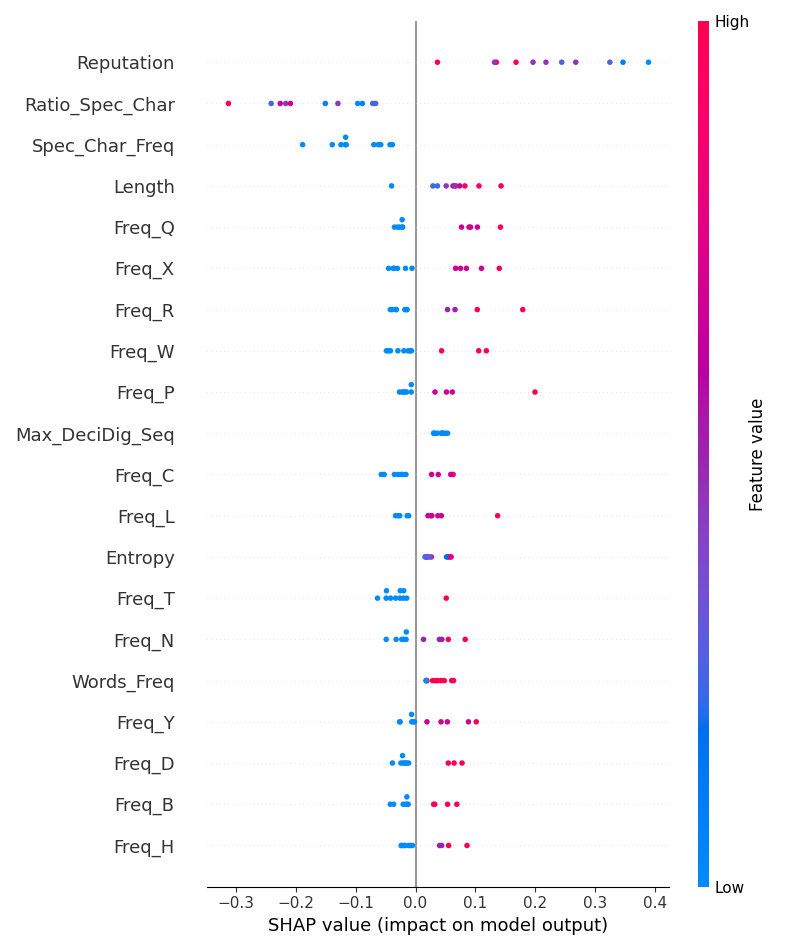 High
Reputation
Ratio_Spec_Char
Spec_Char_Freq
Length
Freq_Q
Freq_X
Freq_R
Freq_W
Freq_P
Max_DeciDig_Seq
Freq_C
Freq_L
Entropy
Freq_T
Freq_N
Words_Freq
Freq_Y
Freq_D
Freq_B
Freq_H
Feature value
Low
−0.3 −0.2 −0.1 0.0 0.1 0.2 0.3 0.4
SHAP value (impact on model output)